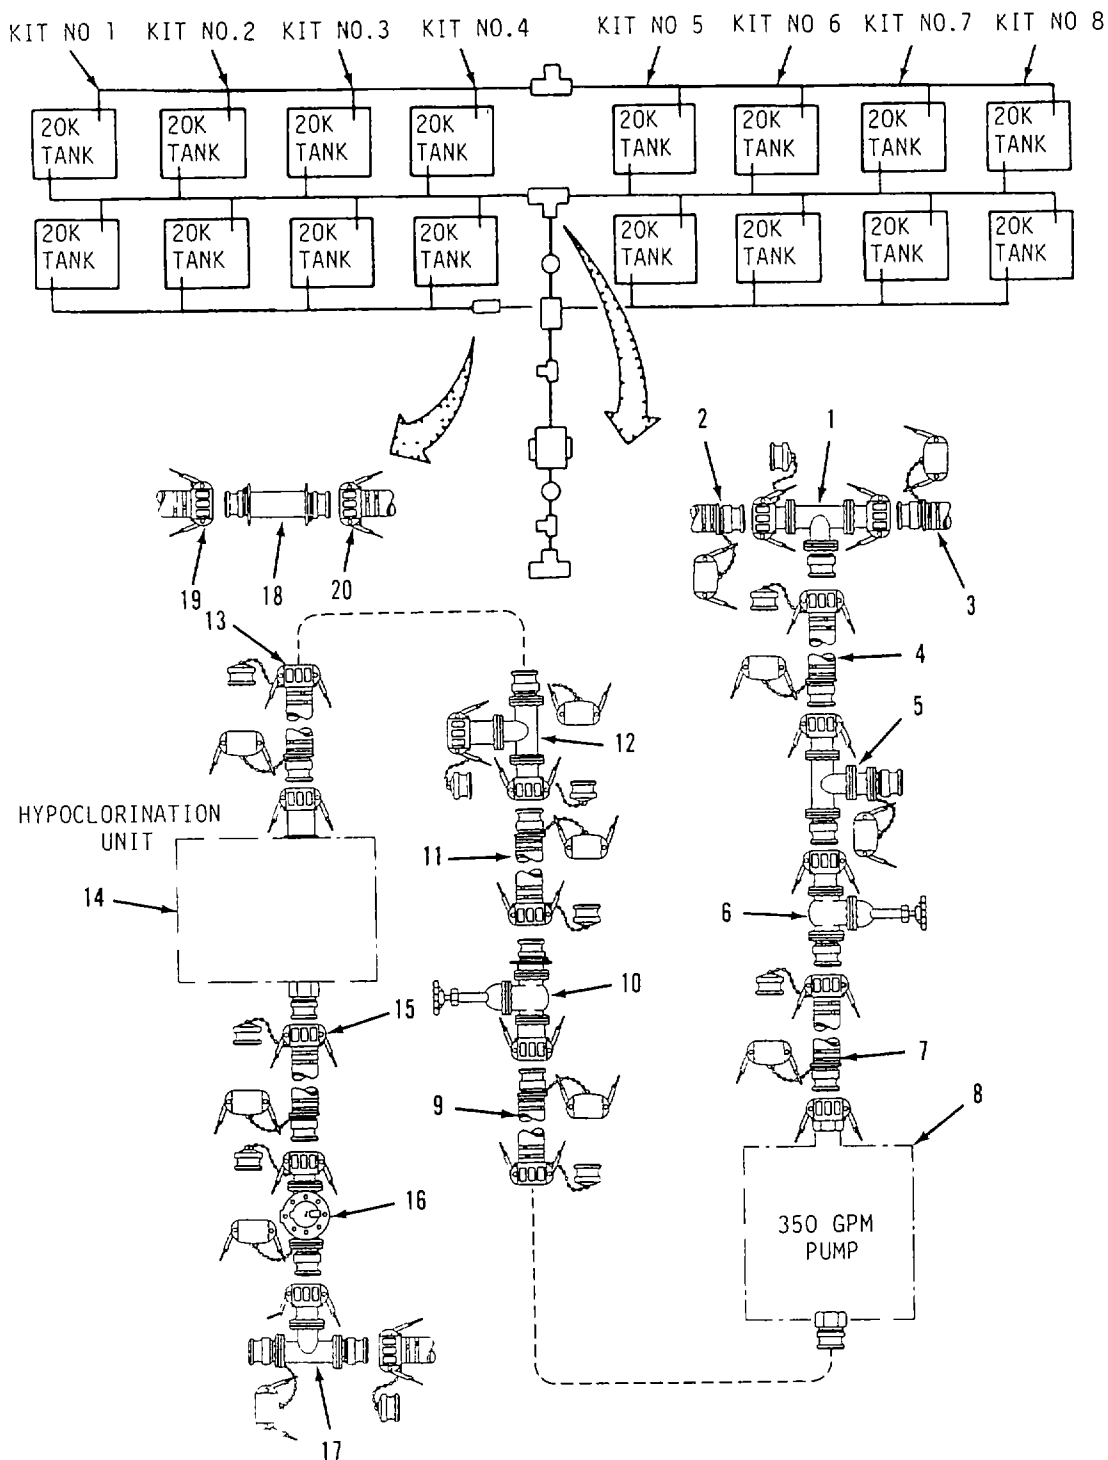 KIT NO 1 KIT NO.2 KIT NO.3 KIT NO.4 KIT NO 5 KIT NO 6 KIT NO.7 KIT NO 8
20K 20K 20K 20K 20K 20K 20K 20K
TANK TANK TANK TANK TANK TANK TANK TANK
20K 20K 20K 20K 20K 20K 20K 20K
TANK TANK TANK TANK TANK TANK TANK TANK
2 1
19 18 20 3
13
4
5
12
HYPOCLORINATION
UNIT
11
14 6
10
15
7
9 8
16
350 GPM
PUMP
17